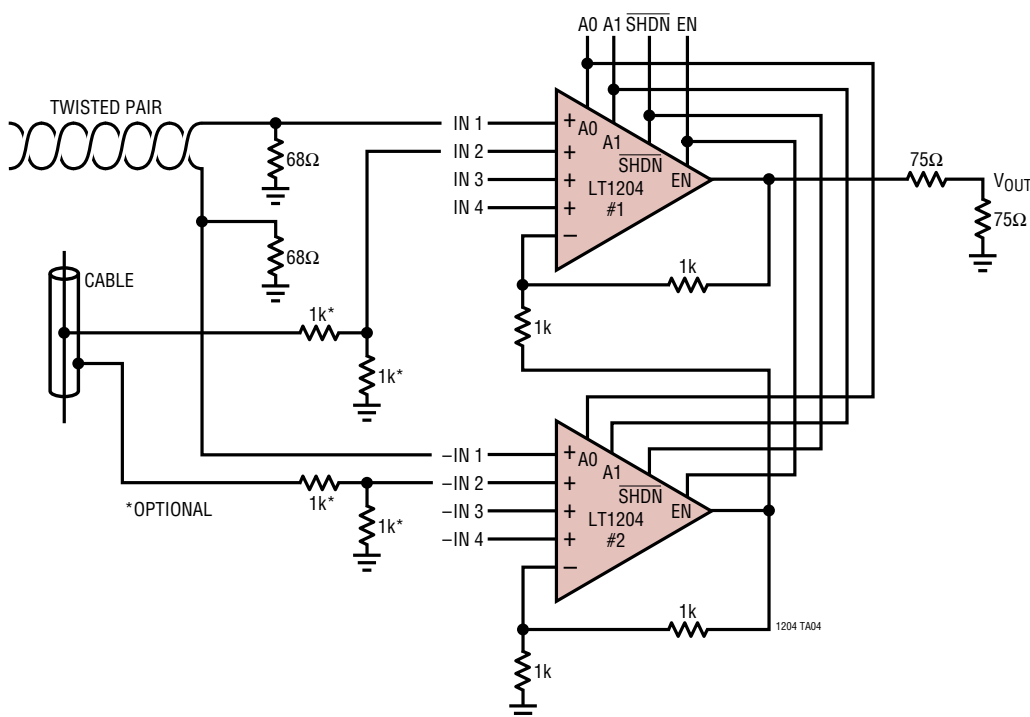 A0 A1 SHDN EN
TWISTED PAIR
IN 1
IN 2
IN 3
IN 4
+
+
+
+
–
A0
A1
SHDN
EN
LT1204
#1
68Ω
68Ω
75Ω
VOUT
75Ω
1k
1k
CABLE
1k*
1k*
–IN 1
–IN 2
–IN 3
–IN 4
+
+
+
+
–
A0
A1
SHDN
EN
LT1204
#2
*OPTIONAL
1k*
1k*
1k
1204 TA04
1k